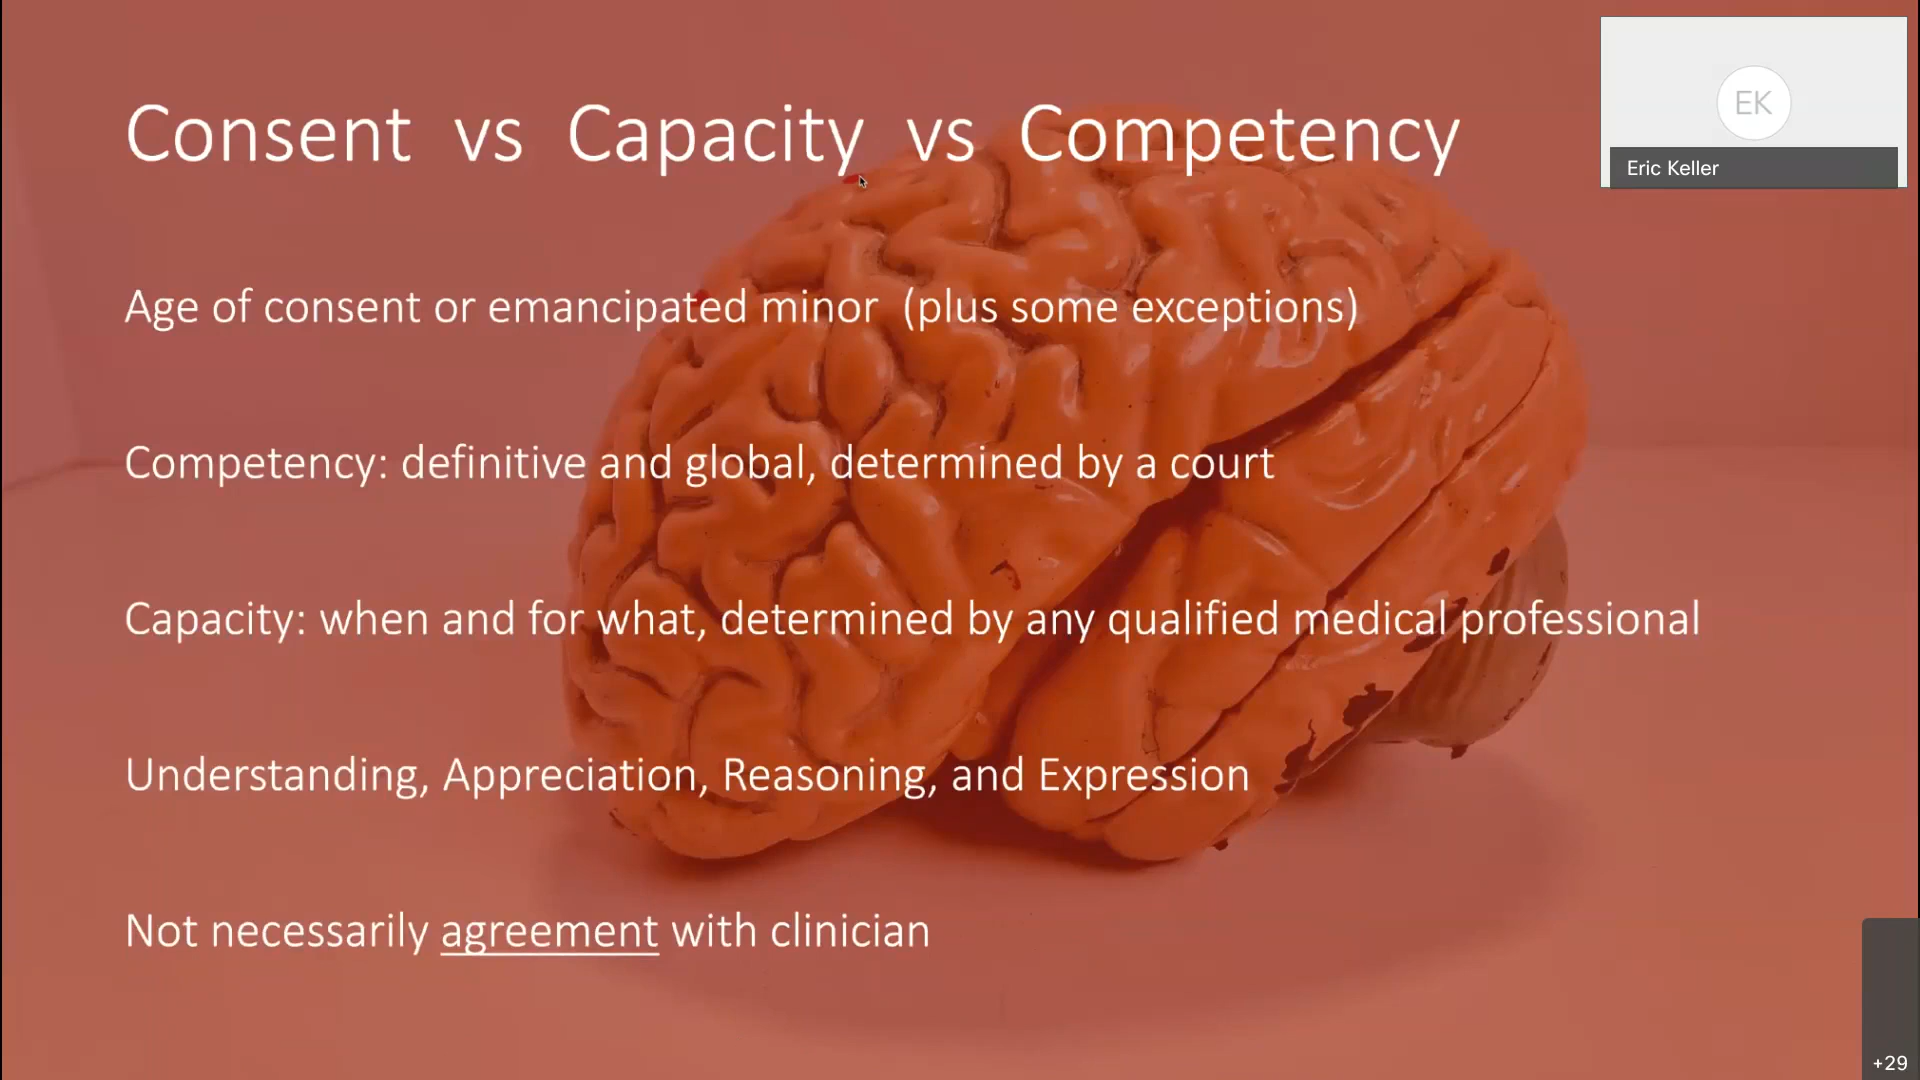 Consent vs Capacity vs Competency
EK
Eric Keller
Age of consent or emancipated minor (plus some exceptions)
Competency: definitive and global, determined by a court
Capacity: when and for what, determined by any qualified medical professional
Understanding, Appreciation, Reasoning, and Expression
Not necessarily agreement with clinician
+29